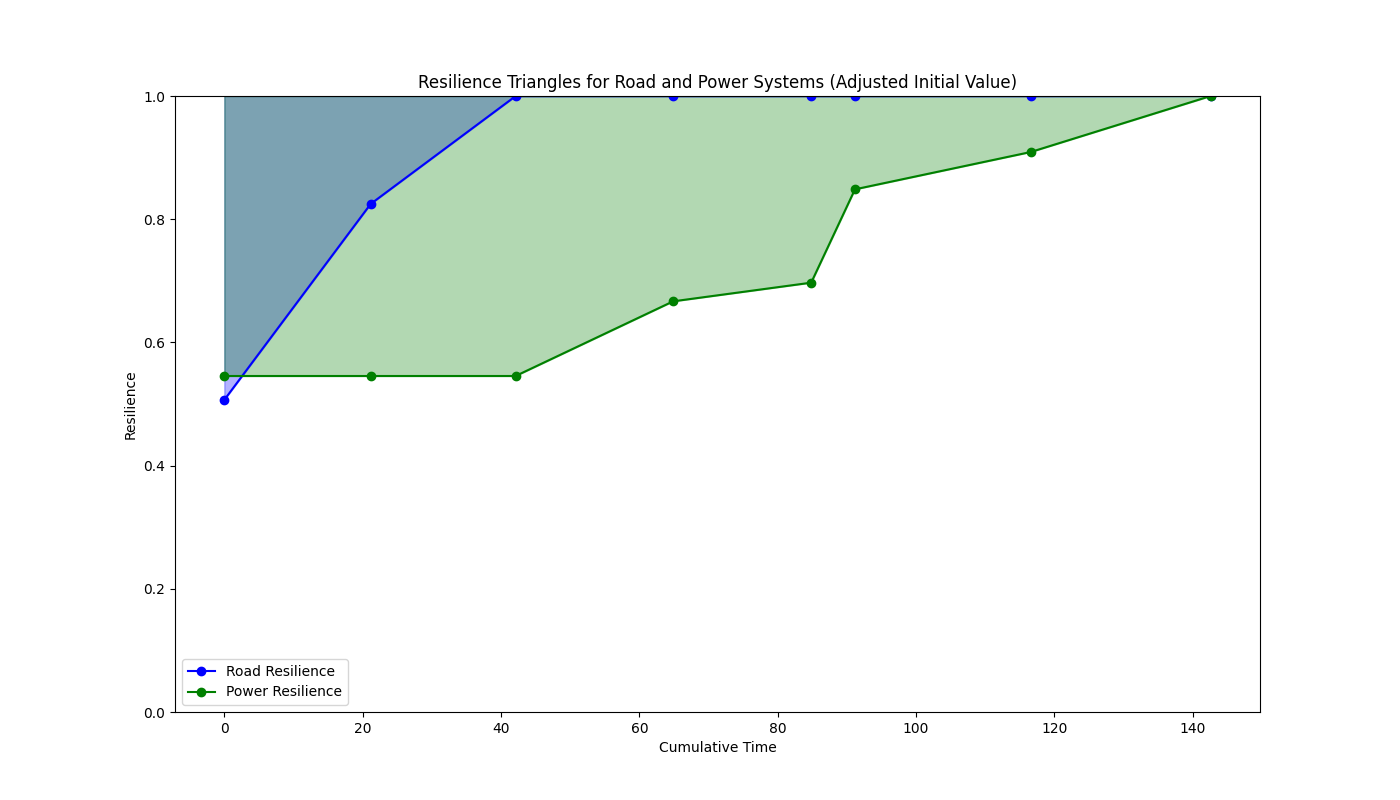 Resilience Triangles for Road and Power Systems (Adjusted Initial Value)
1.0
0.8
0.6
0.4
0.2
0.0
Resilience
Road Resilience
Power Resilience
0 20 40 60 80 100 120 140
Cumulative Time